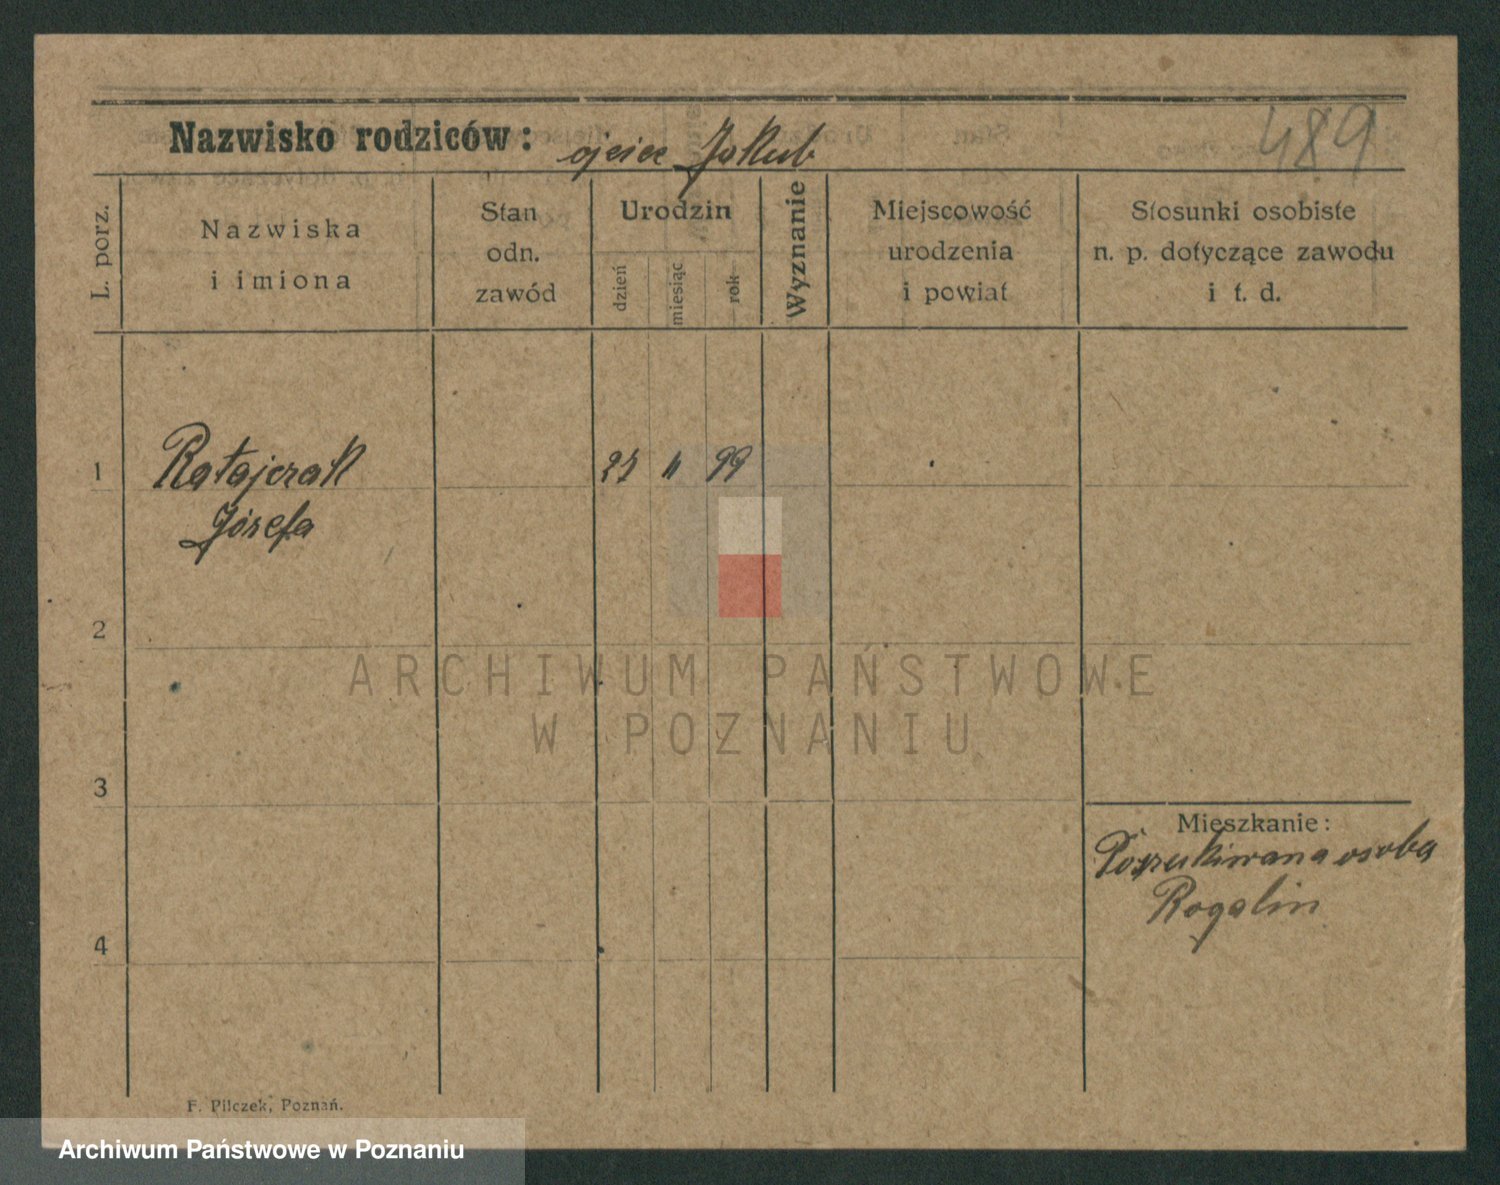 489
Nazwisko rodziców: ojciec Jakub
L. porz.
Nazwiska
i imiona
Stan
odn.
zawód
Urodzin
dzień
miesiąc
rok
Wyznanie
Miejscowość
urodzenia
i powiat
Stosunki osobiste
n. p. dotyczące zawodu
i t. d.
1
Ratajczak
Józefa
11 99
2
ARCHIWUM PAŃSTWOWE
W POZNANIU
3
Mieszkanie:
Poszukiwana osoba
Rogalin
4
F. Pilczek, Poznań.
Archiwum Państwowe w Poznaniu